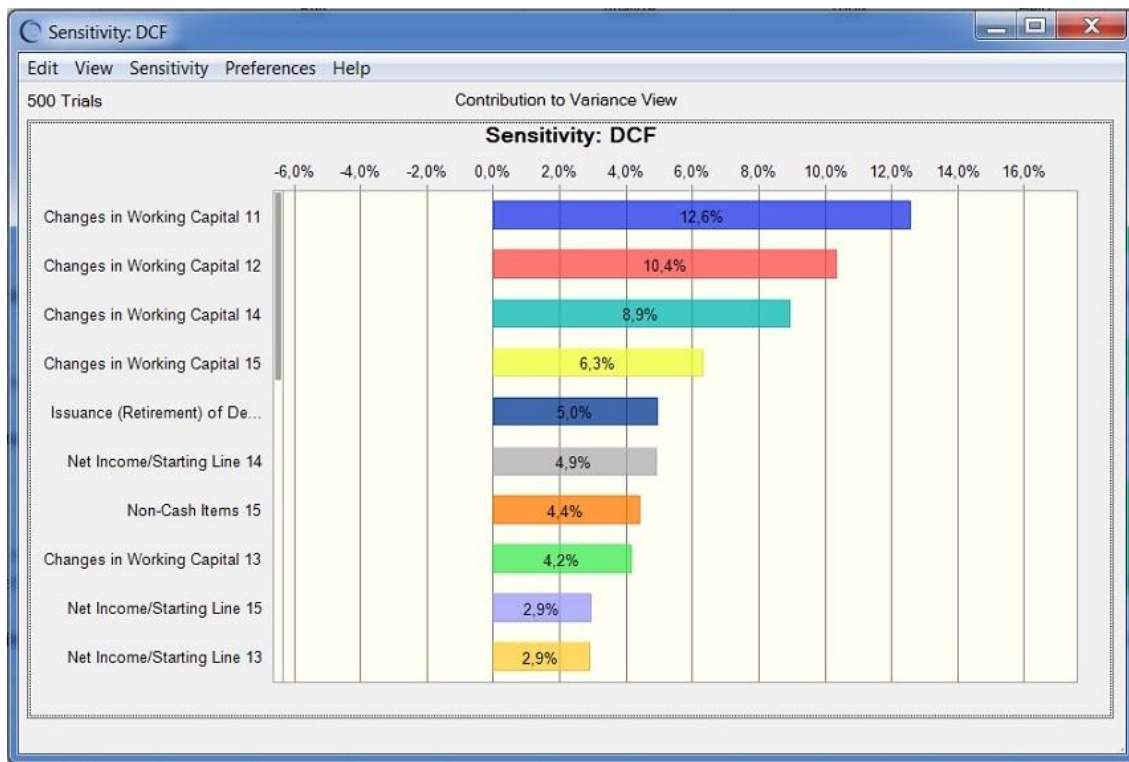 Sensitivity: DCF
Edit View Sensitivity Preferences Help
500 Trials Contribution to Variance View
Sensitivity: DCF
-6,0% -4,0% -2,0% 0,0% 2,0% 4,0% 6,0% 8,0% 10,0% 12,0% 14,0% 16,0%
Changes in Working Capital 11 12,6%
Changes in Working Capital 12 10,4%
Changes in Working Capital 14 8,9%
Changes in Working Capital 15 6,3%
Issuance (Retirement) of De... 5,0%
Net Income/Starting Line 14 4,9%
Non-Cash Items 15 4,4%
Changes in Working Capital 13 4,2%
Net Income/Starting Line 15 2,9%
Net Income/Starting Line 13 2,9%